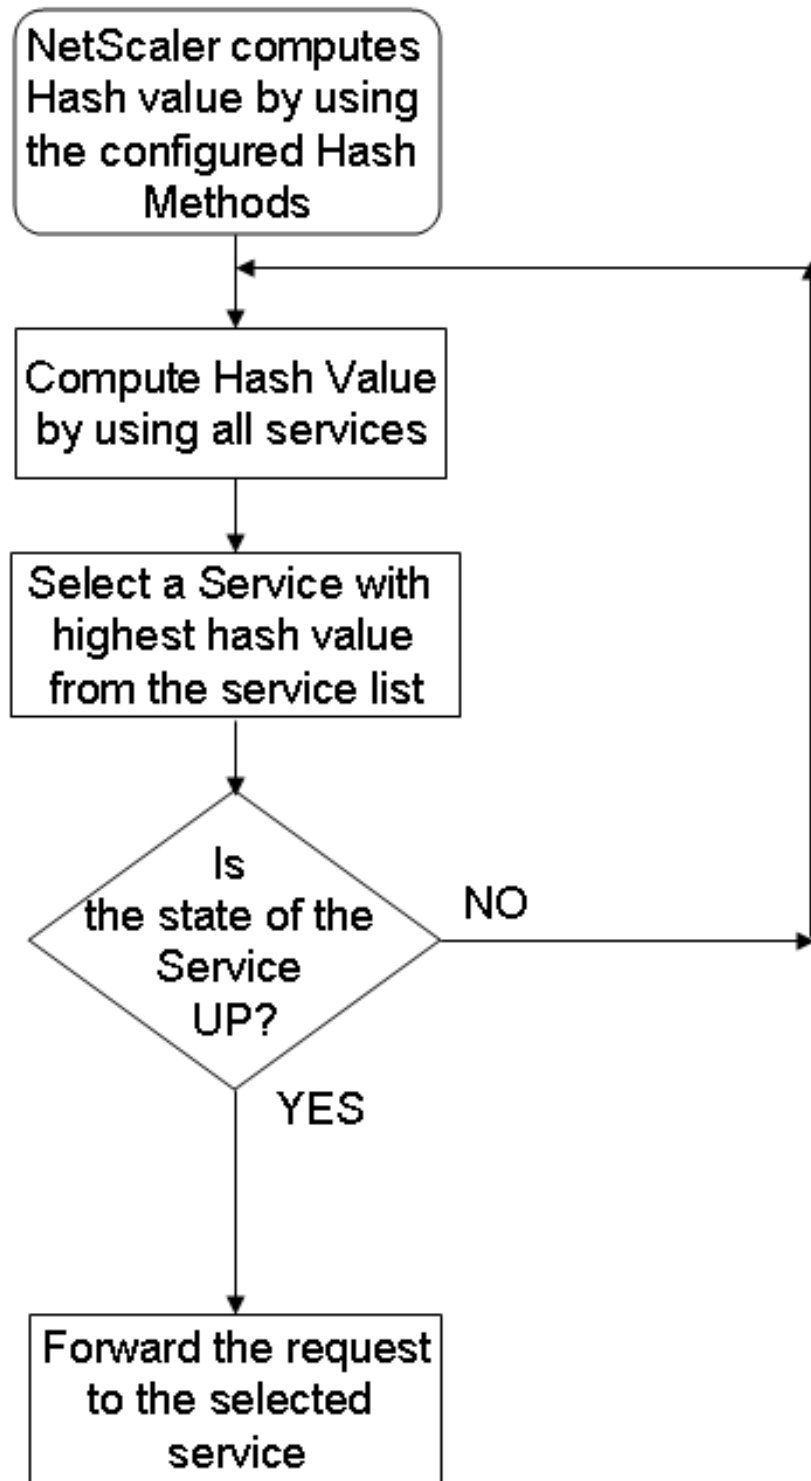 NetScaler computes
Hash value by using
the configured Hash
Methods
Compute Hash Value
by using all services
Select a Service with
highest hash value
from the service list
Is
the state of the
Service
UP?
NO
YES
Forward the request
to the selected
service